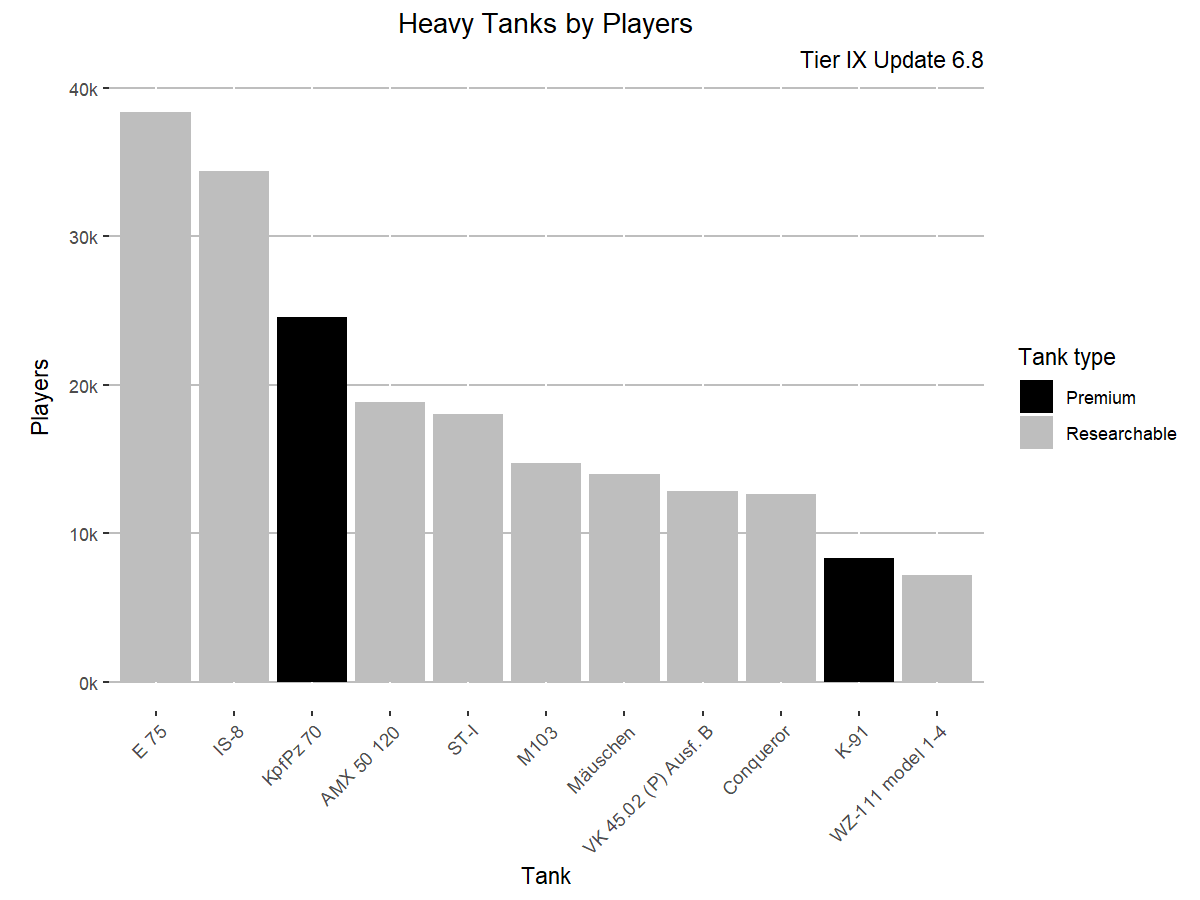 Heavy Tanks by Players
Tier IX Update 6.8
40k
30k
20k
10k
0k
Players
E 75
IS-8
KpfPz 70
AMX 50 120
ST-I
M103
Mäuschen
VK 45.02 (P) Ausf. B
Conqueror
K-91
WZ-111 model 1-4
Tank
Tank type
Premium
Researchable